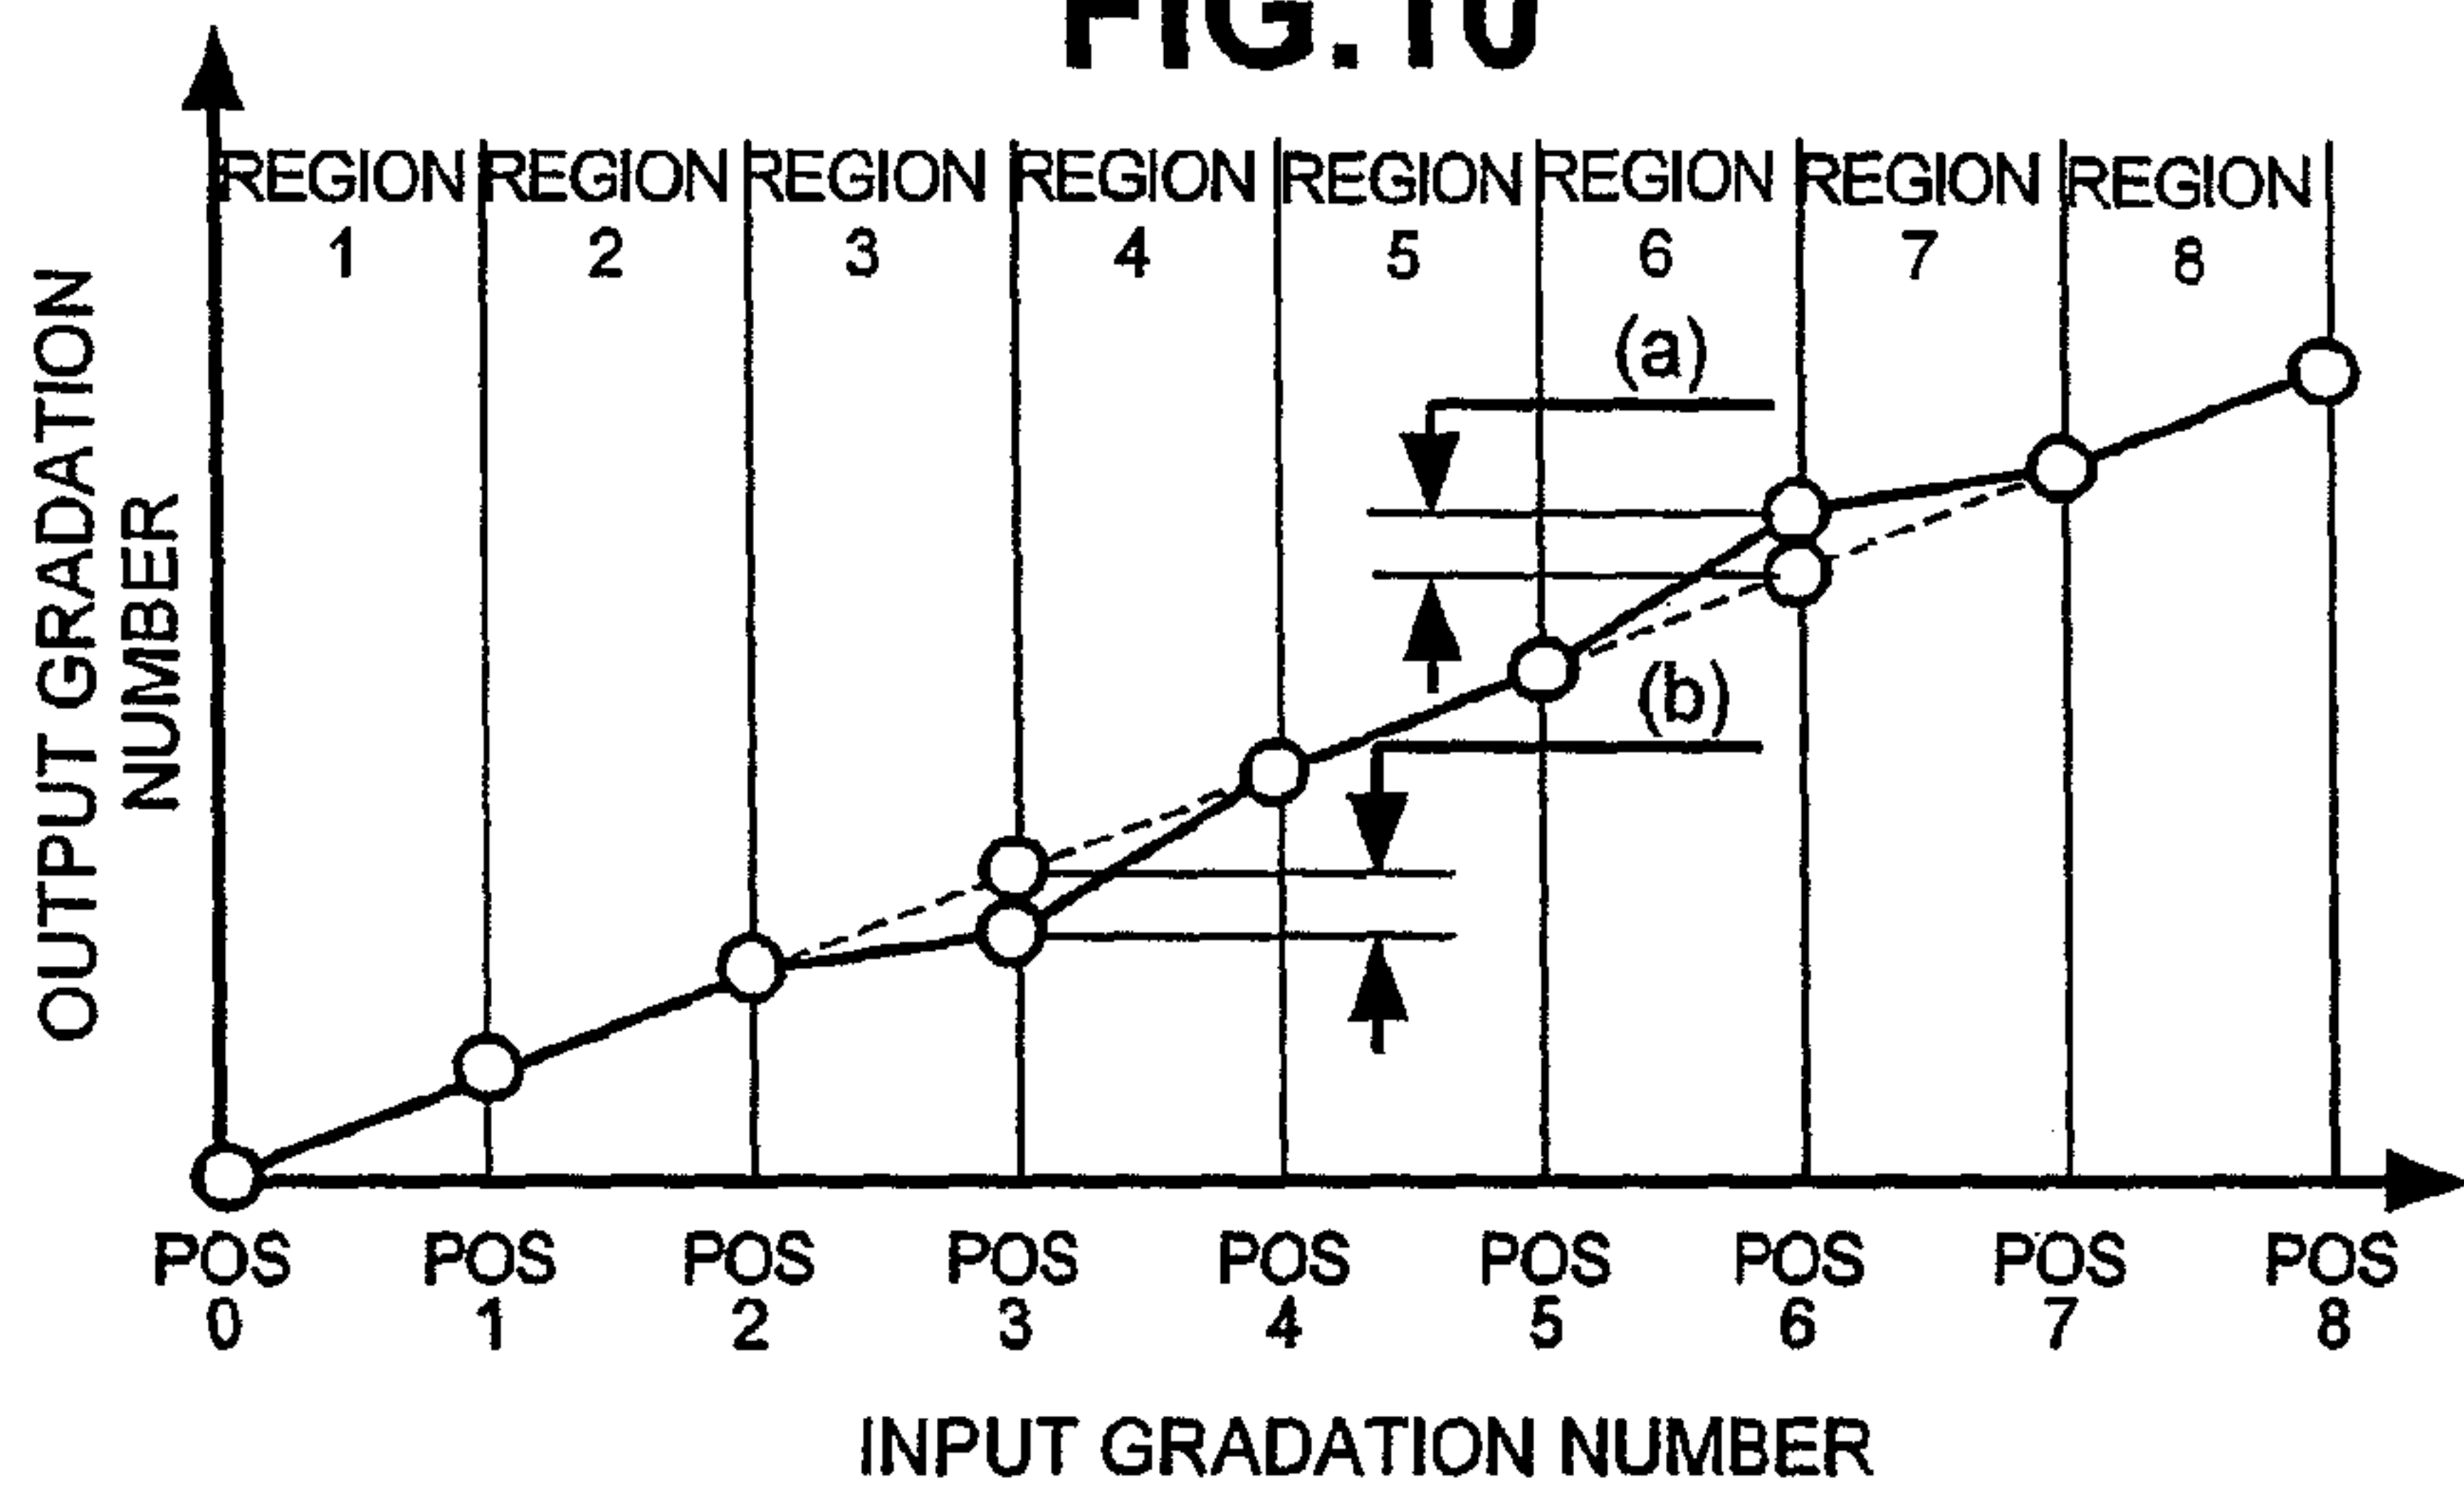 FIG.10
REGION REGION REGION REGION REGION REGION REGION REGION
1 2 3 4 5 6 7 8
(a)
(b)
OUTPUT GRADATION
NUMBER
POS POS POS POS POS POS POS POS POS
0 1 2 3 4 5 6 7 8
INPUT GRADATION NUMBER